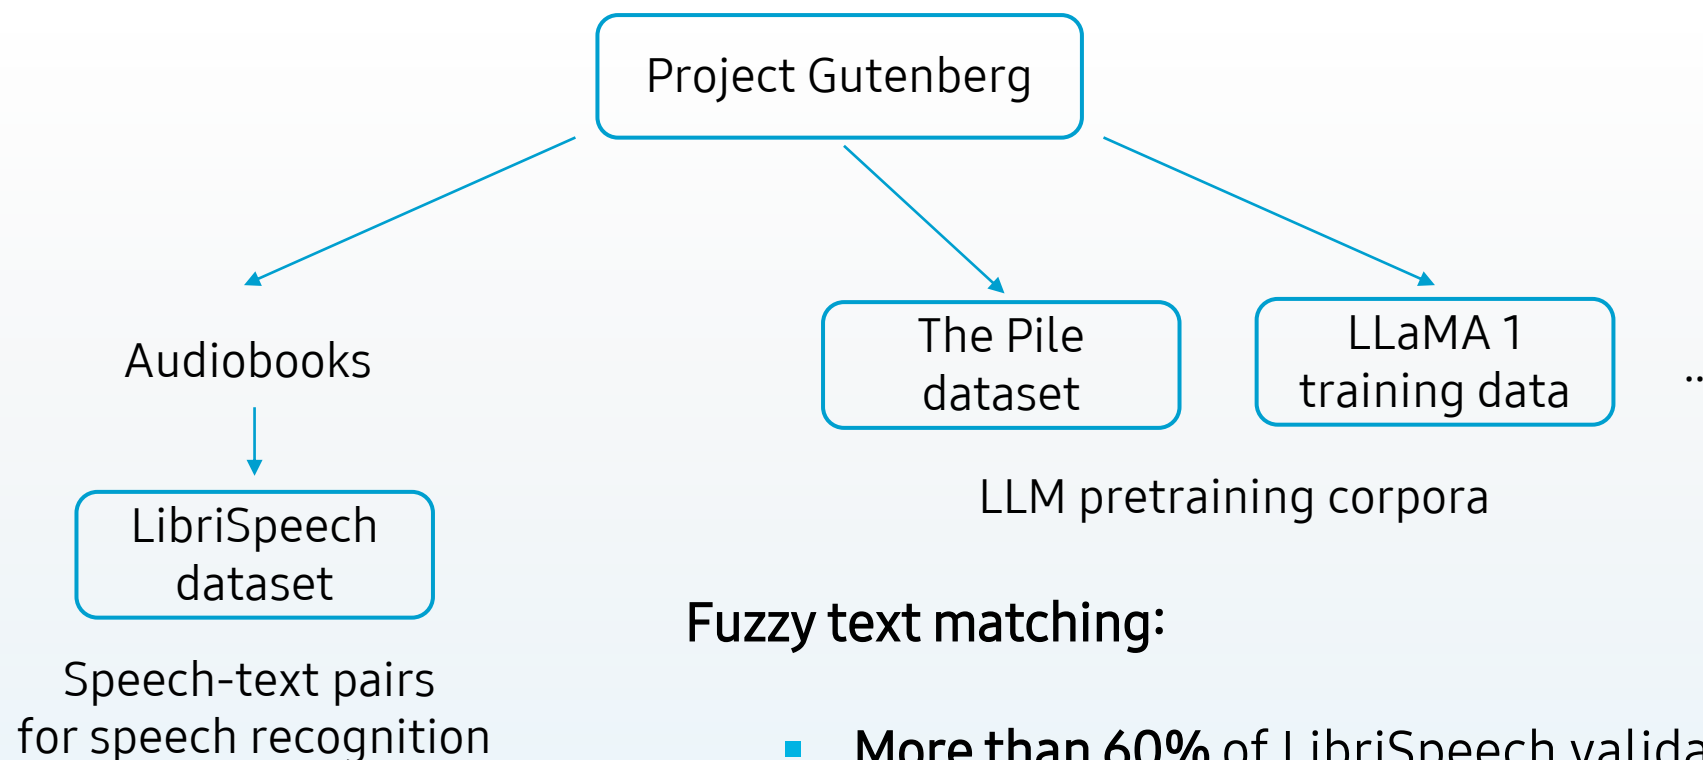 Project Gutenberg
Audiobooks
The Pile
dataset
LLaMA 1
training data
..
LibriSpeech
dataset
LLM pretraining corpora
Speech-text pairs
for speech recognition
Fuzzy text matching:
More than 60% of LibriSpeech valida